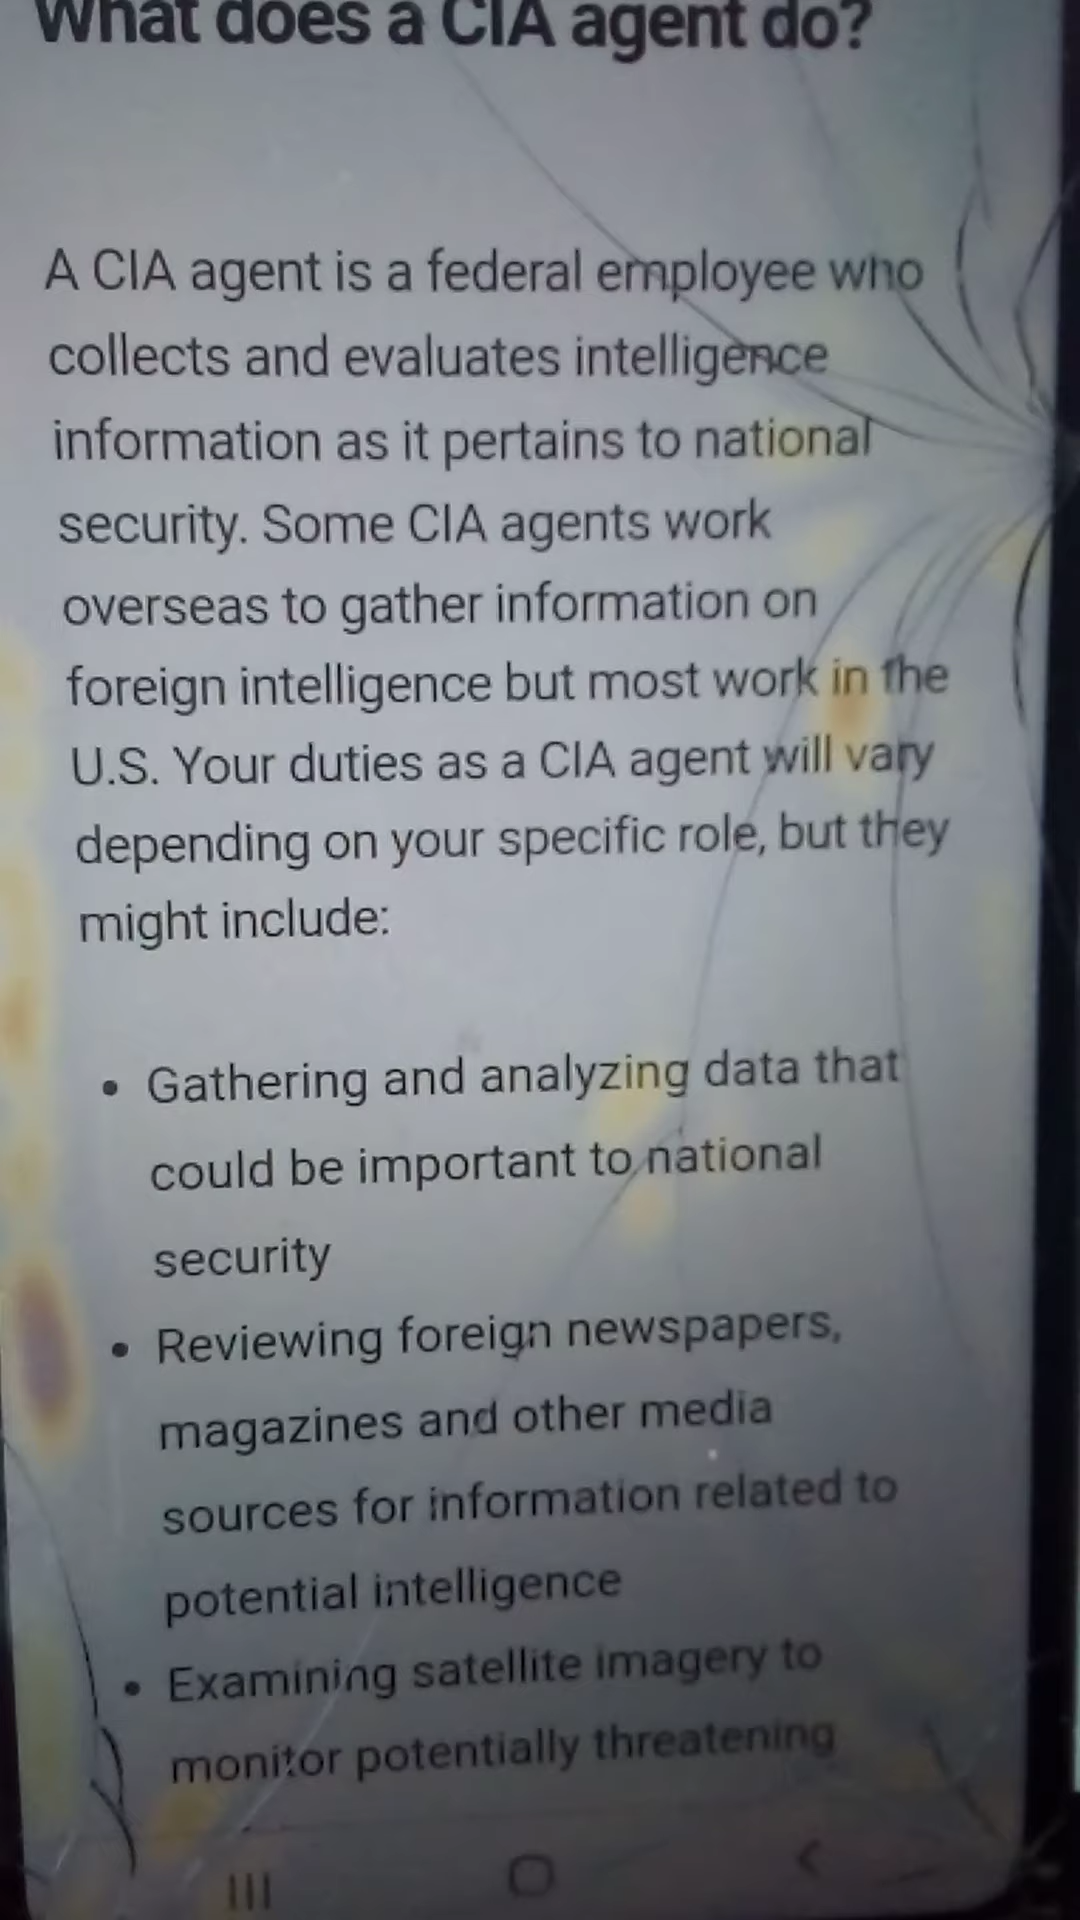 What does a CIA agent do?
A CIA agent is a federal employee who
collects and evaluates intelligence
information as it pertains to national
security. Some CIA agents work
overseas to gather information on
foreign intelligence but most work in the
U.S. Your duties as a CIA agent will vary
depending on your specific role, but they
might include:
• Gathering and analyzing data that
could be important to national
security
• Reviewing foreign newspapers,
magazines and other media
sources for information related to
potential intelligence
• Examining satellite imagery to
monitor potentially threatening